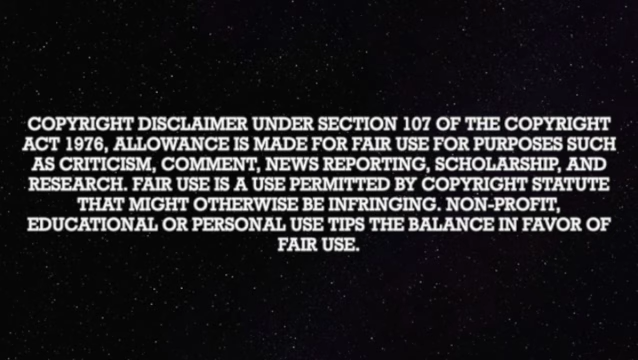 COPYRIGHT DISCLAIMER UNDER SECTION 107 OF THE COPYRIGHT
ACT 1976, ALLOWANCE IS MADE FOR FAIR USE FOR PURPOSES SUCH
AS CRITICISM, COMMENT, NEWS REPORTING, SCHOLARSHIP, AND
RESEARCH. FAIR USE IS A USE PERMITTED BY COPYRIGHT STATUTE
THAT MIGHT OTHERWISE BE INFRINGING. NON-PROFIT,
EDUCATIONAL OR PERSONAL USE TIPS THE BALANCE IN FAVOR OF
FAIR USE.